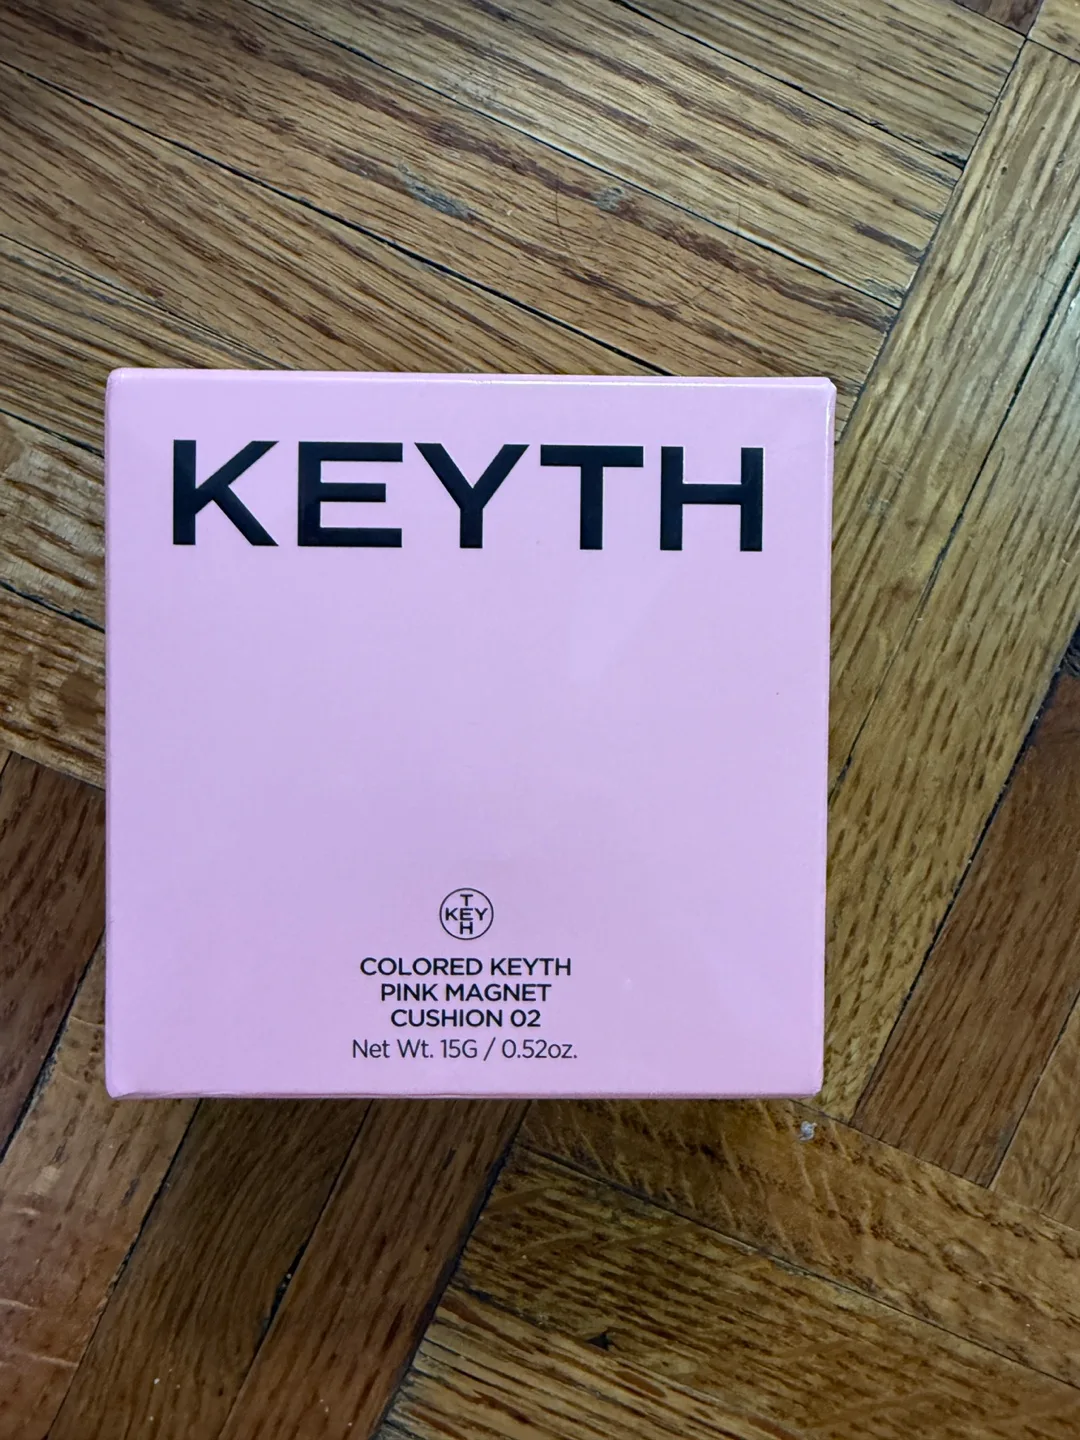 KEYTH
T
KEY
H
COLORED KEYTH
PINK MAGNET
CUSHION 02
Net Wt. 15G / 0.52oz.